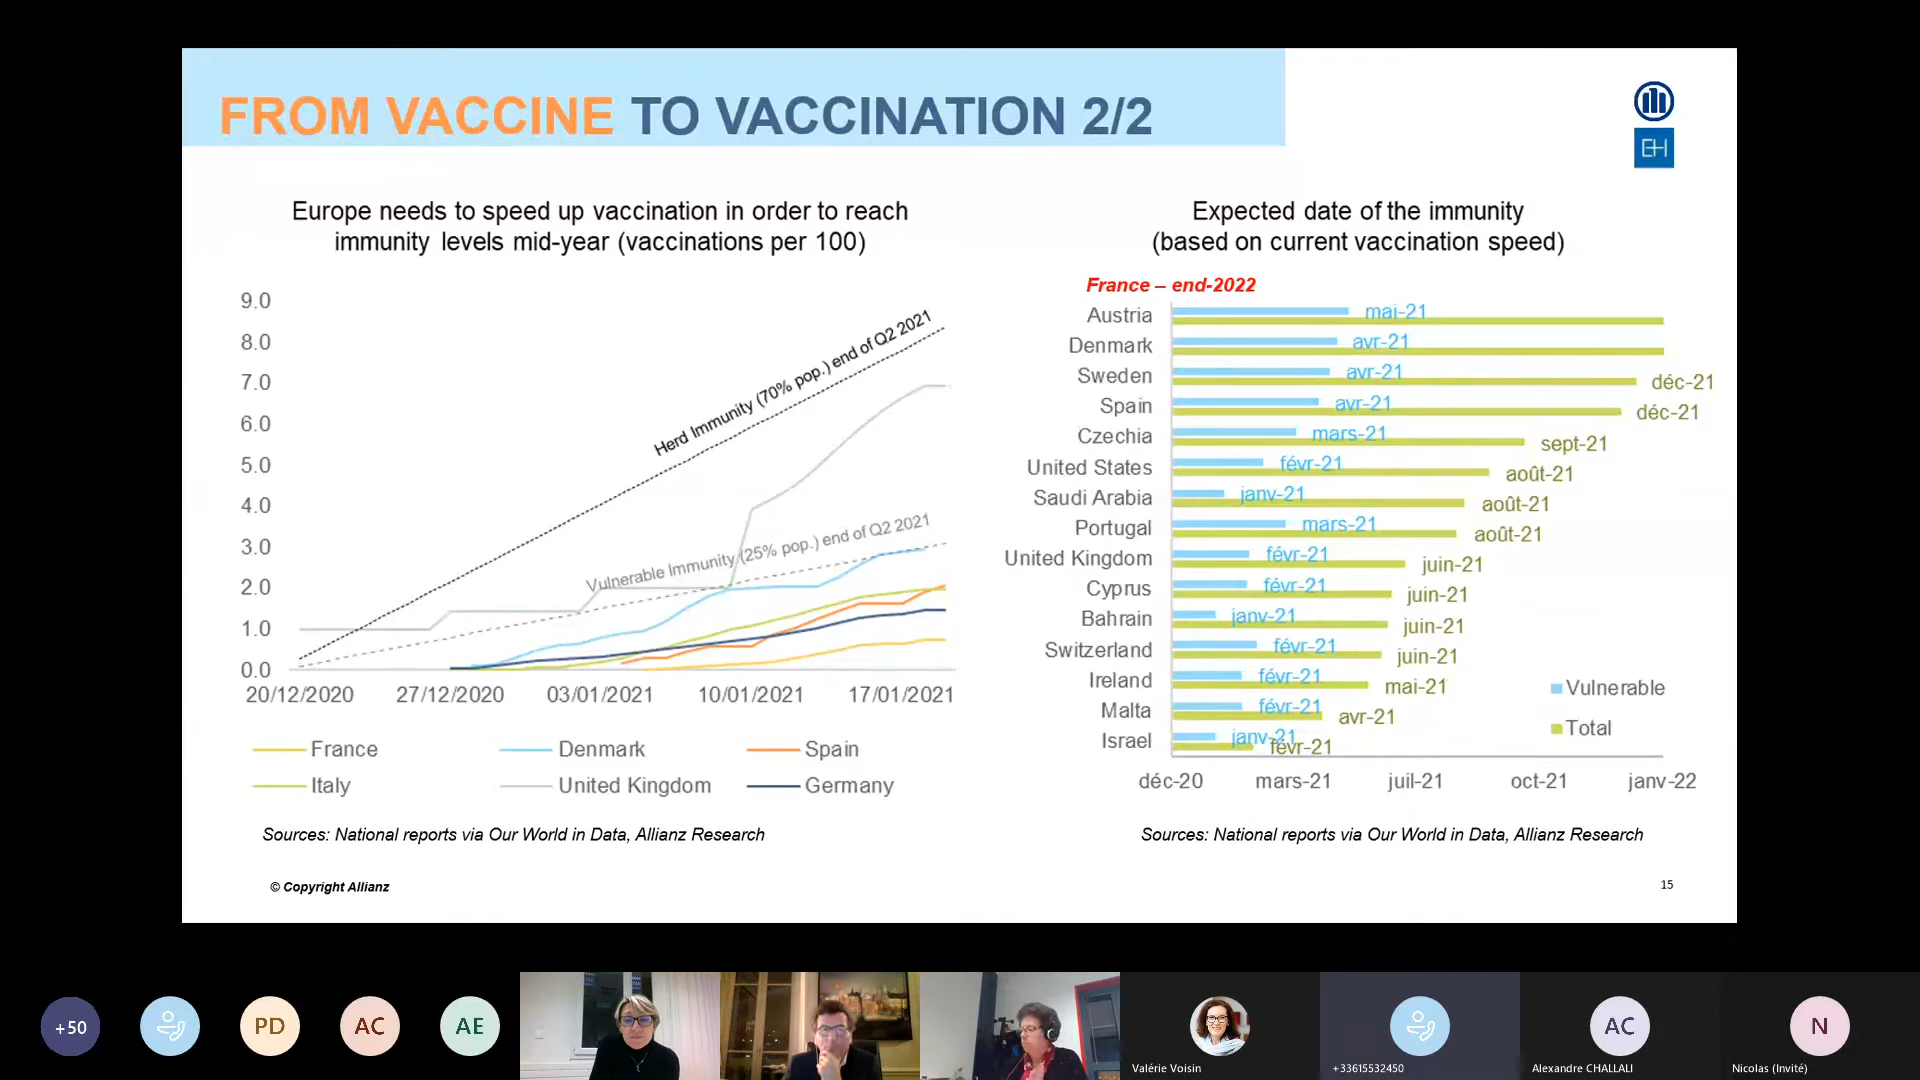 FROM VACCINE TO VACCINATION 2/2
EH
Europe needs to speed up vaccination in order to reach
immunity levels mid-year (vaccinations per 100)
9.0
8.0
7.0
6.0
5.0
4.0
3.0
2.0
1.0
0.0
Herd Immunity (70% pop.) end of Q2 2021
Vulnerable Immunity (25% pop.) end of Q2 2021
20/12/2020 27/12/2020 03/01/2021 10/01/2021 17/01/2021
France Denmark Spain
Italy United Kingdom Germany
Sources: National reports via Our World in Data, Allianz Research
© Copyright Allianz
Expected date of the immunity
(based on current vaccination speed)
France – end-2022
Austria mai-21
Denmark avr-21
Sweden avr-21 déc-21
Spain avr-21 déc-21
Czechia mars-21 sept-21
United States févr-21 août-21
Saudi Arabia janv-21 août-21
Portugal mars-21 août-21
United Kingdom févr-21 juin-21
Cyprus févr-21 juin-21
Bahrain janv-21 juin-21
Switzerland févr-21 juin-21
Ireland févr-21 mai-21
Malta févr-21 avr-21
Israel janv-21 févr-21
Vulnerable
Total
déc-20 mars-21 juil-21 oct-21 janv-22
Sources: National reports via Our World in Data, Allianz Research
15
+50 PD AC AE AC N
Valérie Voisin +33615532450 Alexandre CHALLALI Nicolas (Invité)